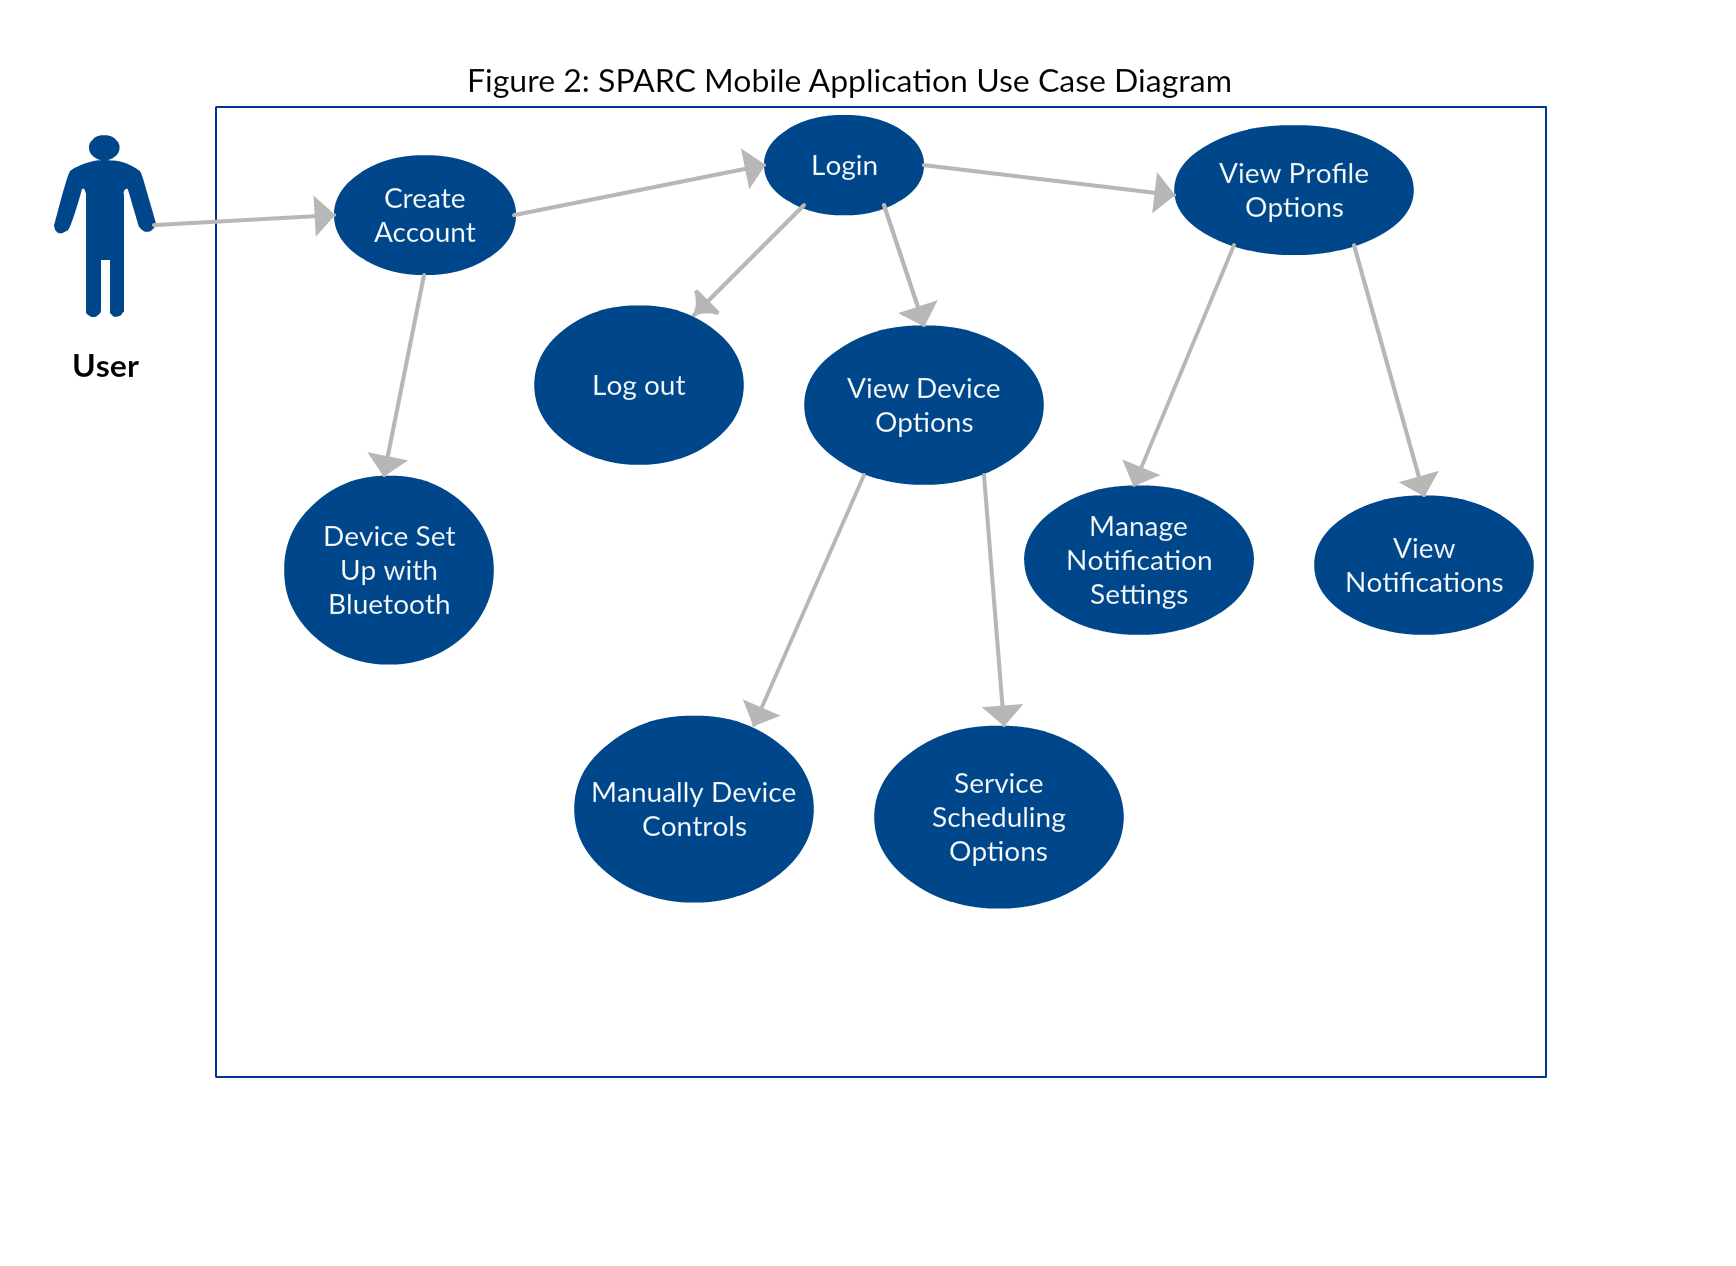 Figure 2: SPARC Mobile Application Use Case Diagram
Login
View Profile
Options
Create
Account
User
Log out
View Device
Options
Device Set
Up with
Bluetooth
Manage
Notification
Settings
View
Notifications
Manually Device
Controls
Service
Scheduling
Options